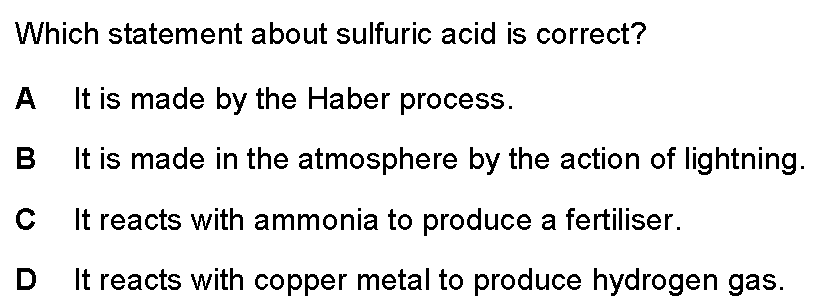 Which statement about sulfuric acid is correct?
A It is made by the Haber process.
B It is made in the atmosphere by the action of lightning.
C It reacts with ammonia to produce a fertiliser.
D It reacts with copper metal to produce hydrogen gas.